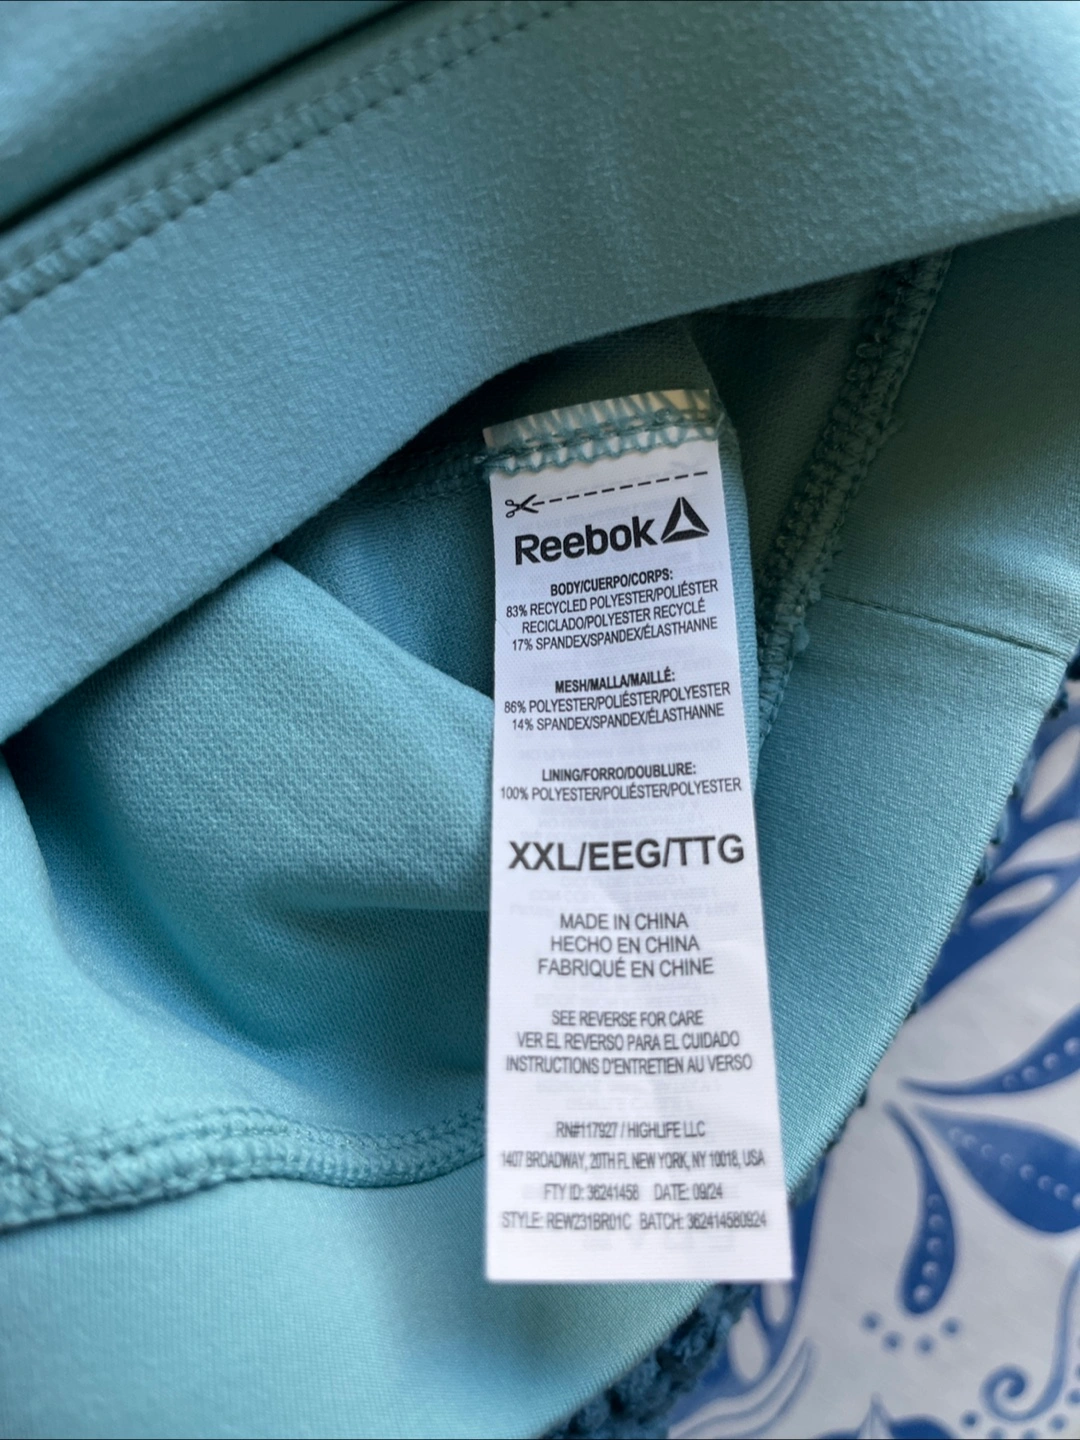 Reebok
BODY/CUERPO/CORPS:
83% RECYCLED POLYESTER/POLIÉSTER
RECICLADO/POLYESTER RECYCLÉ
17% SPANDEX/SPANDEX/ÉLASTHANNE
MESH/MALLA/MAILLÉ:
86% POLYESTER/POLIÉSTER/POLYESTER
14% SPANDEX/SPANDEX/ÉLASTHANNE
LINING/FORRO/DOUBLURE:
100% POLYESTER/POLIÉSTER/POLYESTER
XXL/EEG/TTG
MADE IN CHINA
HECHO EN CHINA
FABRIQUÉ EN CHINE
SEE REVERSE FOR CARE
VER EL REVERSO PARA EL CUIDADO
INSTRUCTIONS D'ENTRETIEN AU VERSO
RN#117927 / HIGHLIFE LLC
1407 BROADWAY, 20TH FL NEW YORK, NY 10018, USA
FTY ID: 36241458 DATE: 09/24
STYLE: REW231BR01C BATCH: 362414580924